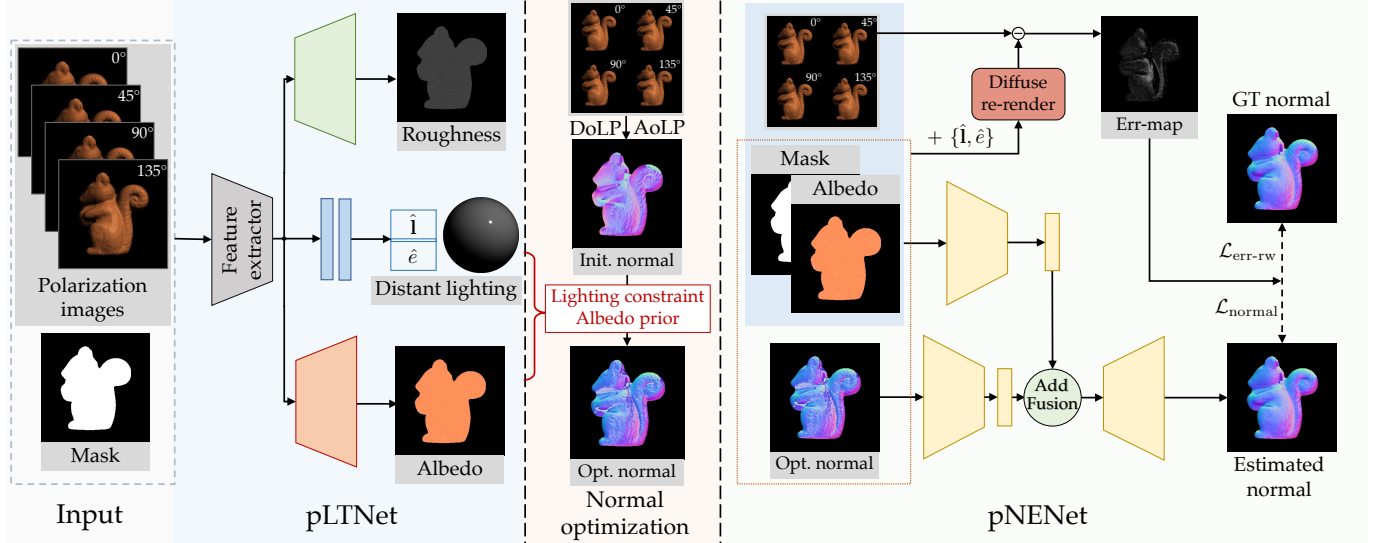 0°
45°
90°
135°
Polarization
images
Mask
Input
Feature
extractor
Roughness
l̂
ê
Distant lighting
Albedo
pLTNet
0°
45°
90°
135°
DoLP
AoLP
Init. normal
Lighting constraint
Albedo prior
Opt. normal
Normal
optimization
0°
45°
90°
135°
−
Diffuse
re-render
+ {l̂, ê}
Err-map
Mask
Albedo
Opt. normal
Add
Fusion
GT normal
ℒerr-rw
ℒnormal
Estimated
normal
pNENet